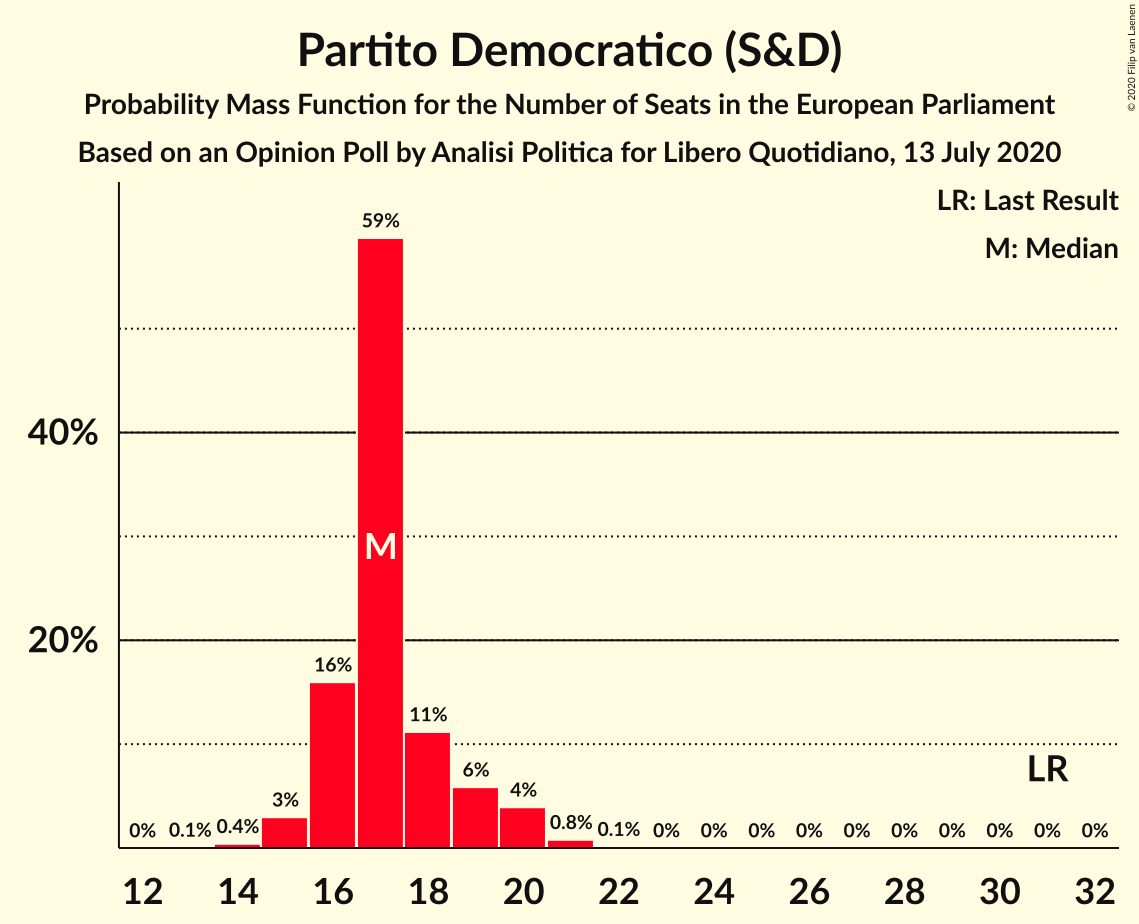 Partito Democratico (S&D)
Probability Mass Function for the Number of Seats in the European Parliament
Based on an Opinion Poll by Analisi Politica for Libero Quotidiano, 13 July 2020
© 2020 Filip van Laenen
LR: Last Result
M: Median
59%
40%
M
20%
16%
11%
LR
6%
4%
3%
0% 0.1% 0.4% 0.8% 0.1% 0% 0% 0% 0% 0% 0% 0% 0% 0% 0%
12 14 16 18 20 22 24 26 28 30 32